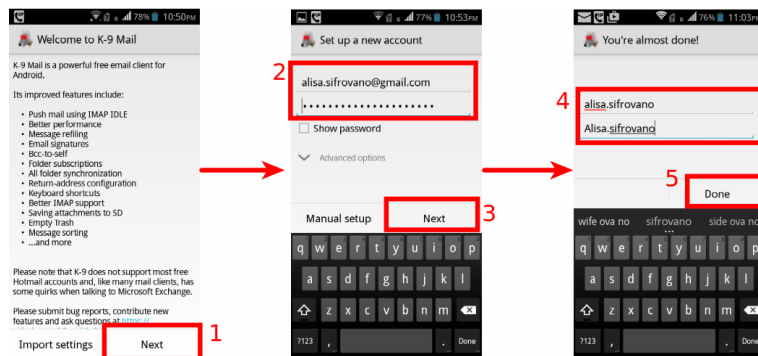 78% 10:50PM
Welcome to K-9 Mail
K-9 Mail is a powerful free email client for
Android.
Its improved features include:
• Push mail using IMAP IDLE
• Better performance
• Message refiling
• Email signatures
• Bcc-to-self
• Folder subscriptions
• All folder synchronization
• Return-address configuration
• Keyboard shortcuts
• Better IMAP support
• Saving attachments to SD
• Empty Trash
• Message sorting
• ...and more
Please note that K-9 does not support most free
Hotmail accounts and, like many mail clients, has
some quirks when talking to Microsoft Exchange.
Please submit bug reports, contribute new
features and ask questions at https://
Import settings Next
1
77% 10:53PM
Set up a new account
2
alisa.sifrovano@gmail.com
Show password
Advanced options
Manual setup Next
3
q w e r t y u i o p
a s d f g h j k l
z x c v b n m
?123 , . Done
76% 11:03PM
You're almost done!
4
alisa.sifrovano
Alisa.sifrovano
5
Done
wife ova no sifrovano side ova no
q w e r t y u i o p
a s d f g h j k l
z x c v b n m
?123 , . Done